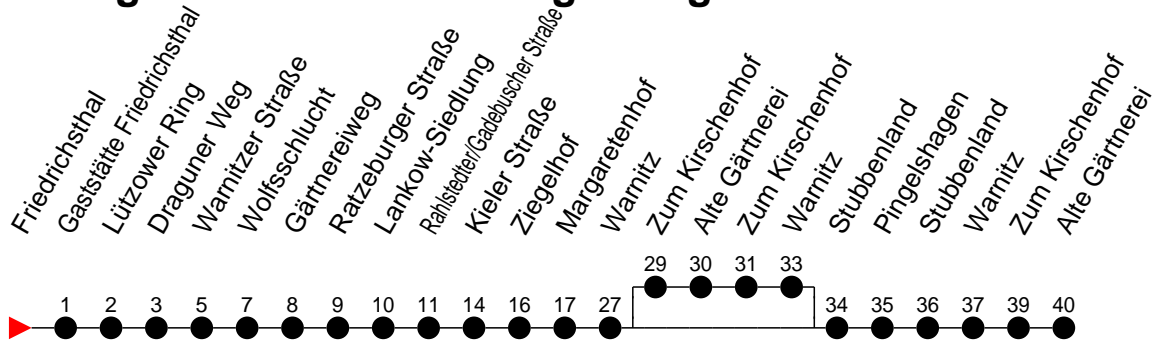 Friedrichsthal
Gaststätte Friedrichsthal
Lützower Ring
Draguner Weg
Warnitzer Straße
Wolfsschlucht
Gärtnereiweg
Ratzeburger Straße
Lankow-Siedlung
Rahlstedter/Gadebuscher Straße
Kieler Straße
Ziegelhof
Margaretenhof
Warnitz
Zum Kirschenhof
Alte Gärtnerei
Zum Kirschenhof
Warnitz
Stubbenland
Pingelshagen
Stubbenland
Warnitz
Zum Kirschenhof
Alte Gärtnerei
29 30 31 33
1 2 3 5 7 8 9 10 11 14 16 17 27 34 35 36 37 39 40